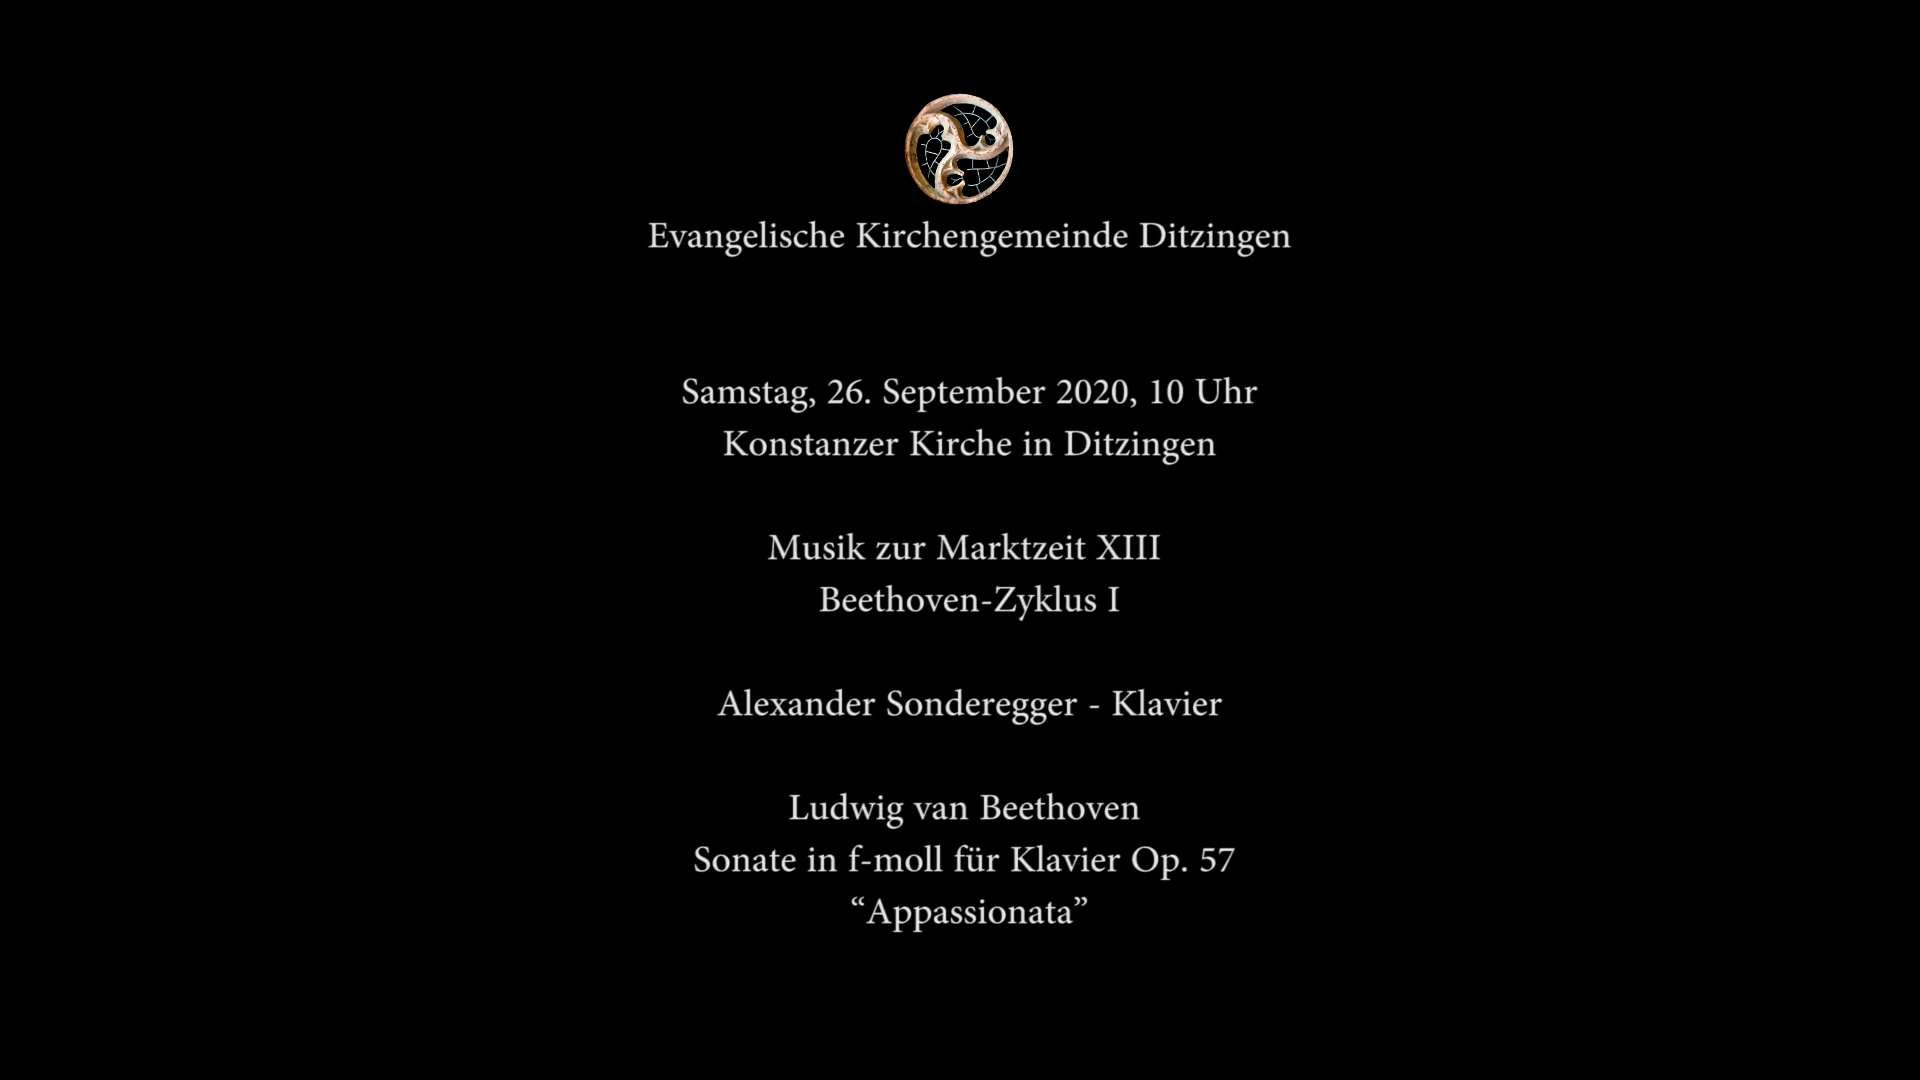 Evangelische Kirchengemeinde Ditzingen
Samstag, 26. September 2020, 10 Uhr
Konstanzer Kirche in Ditzingen
Musik zur Marktzeit XIII
Beethoven-Zyklus I
Alexander Sonderegger - Klavier
Ludwig van Beethoven
Sonate in f-moll für Klavier Op. 57
“Appassionata”